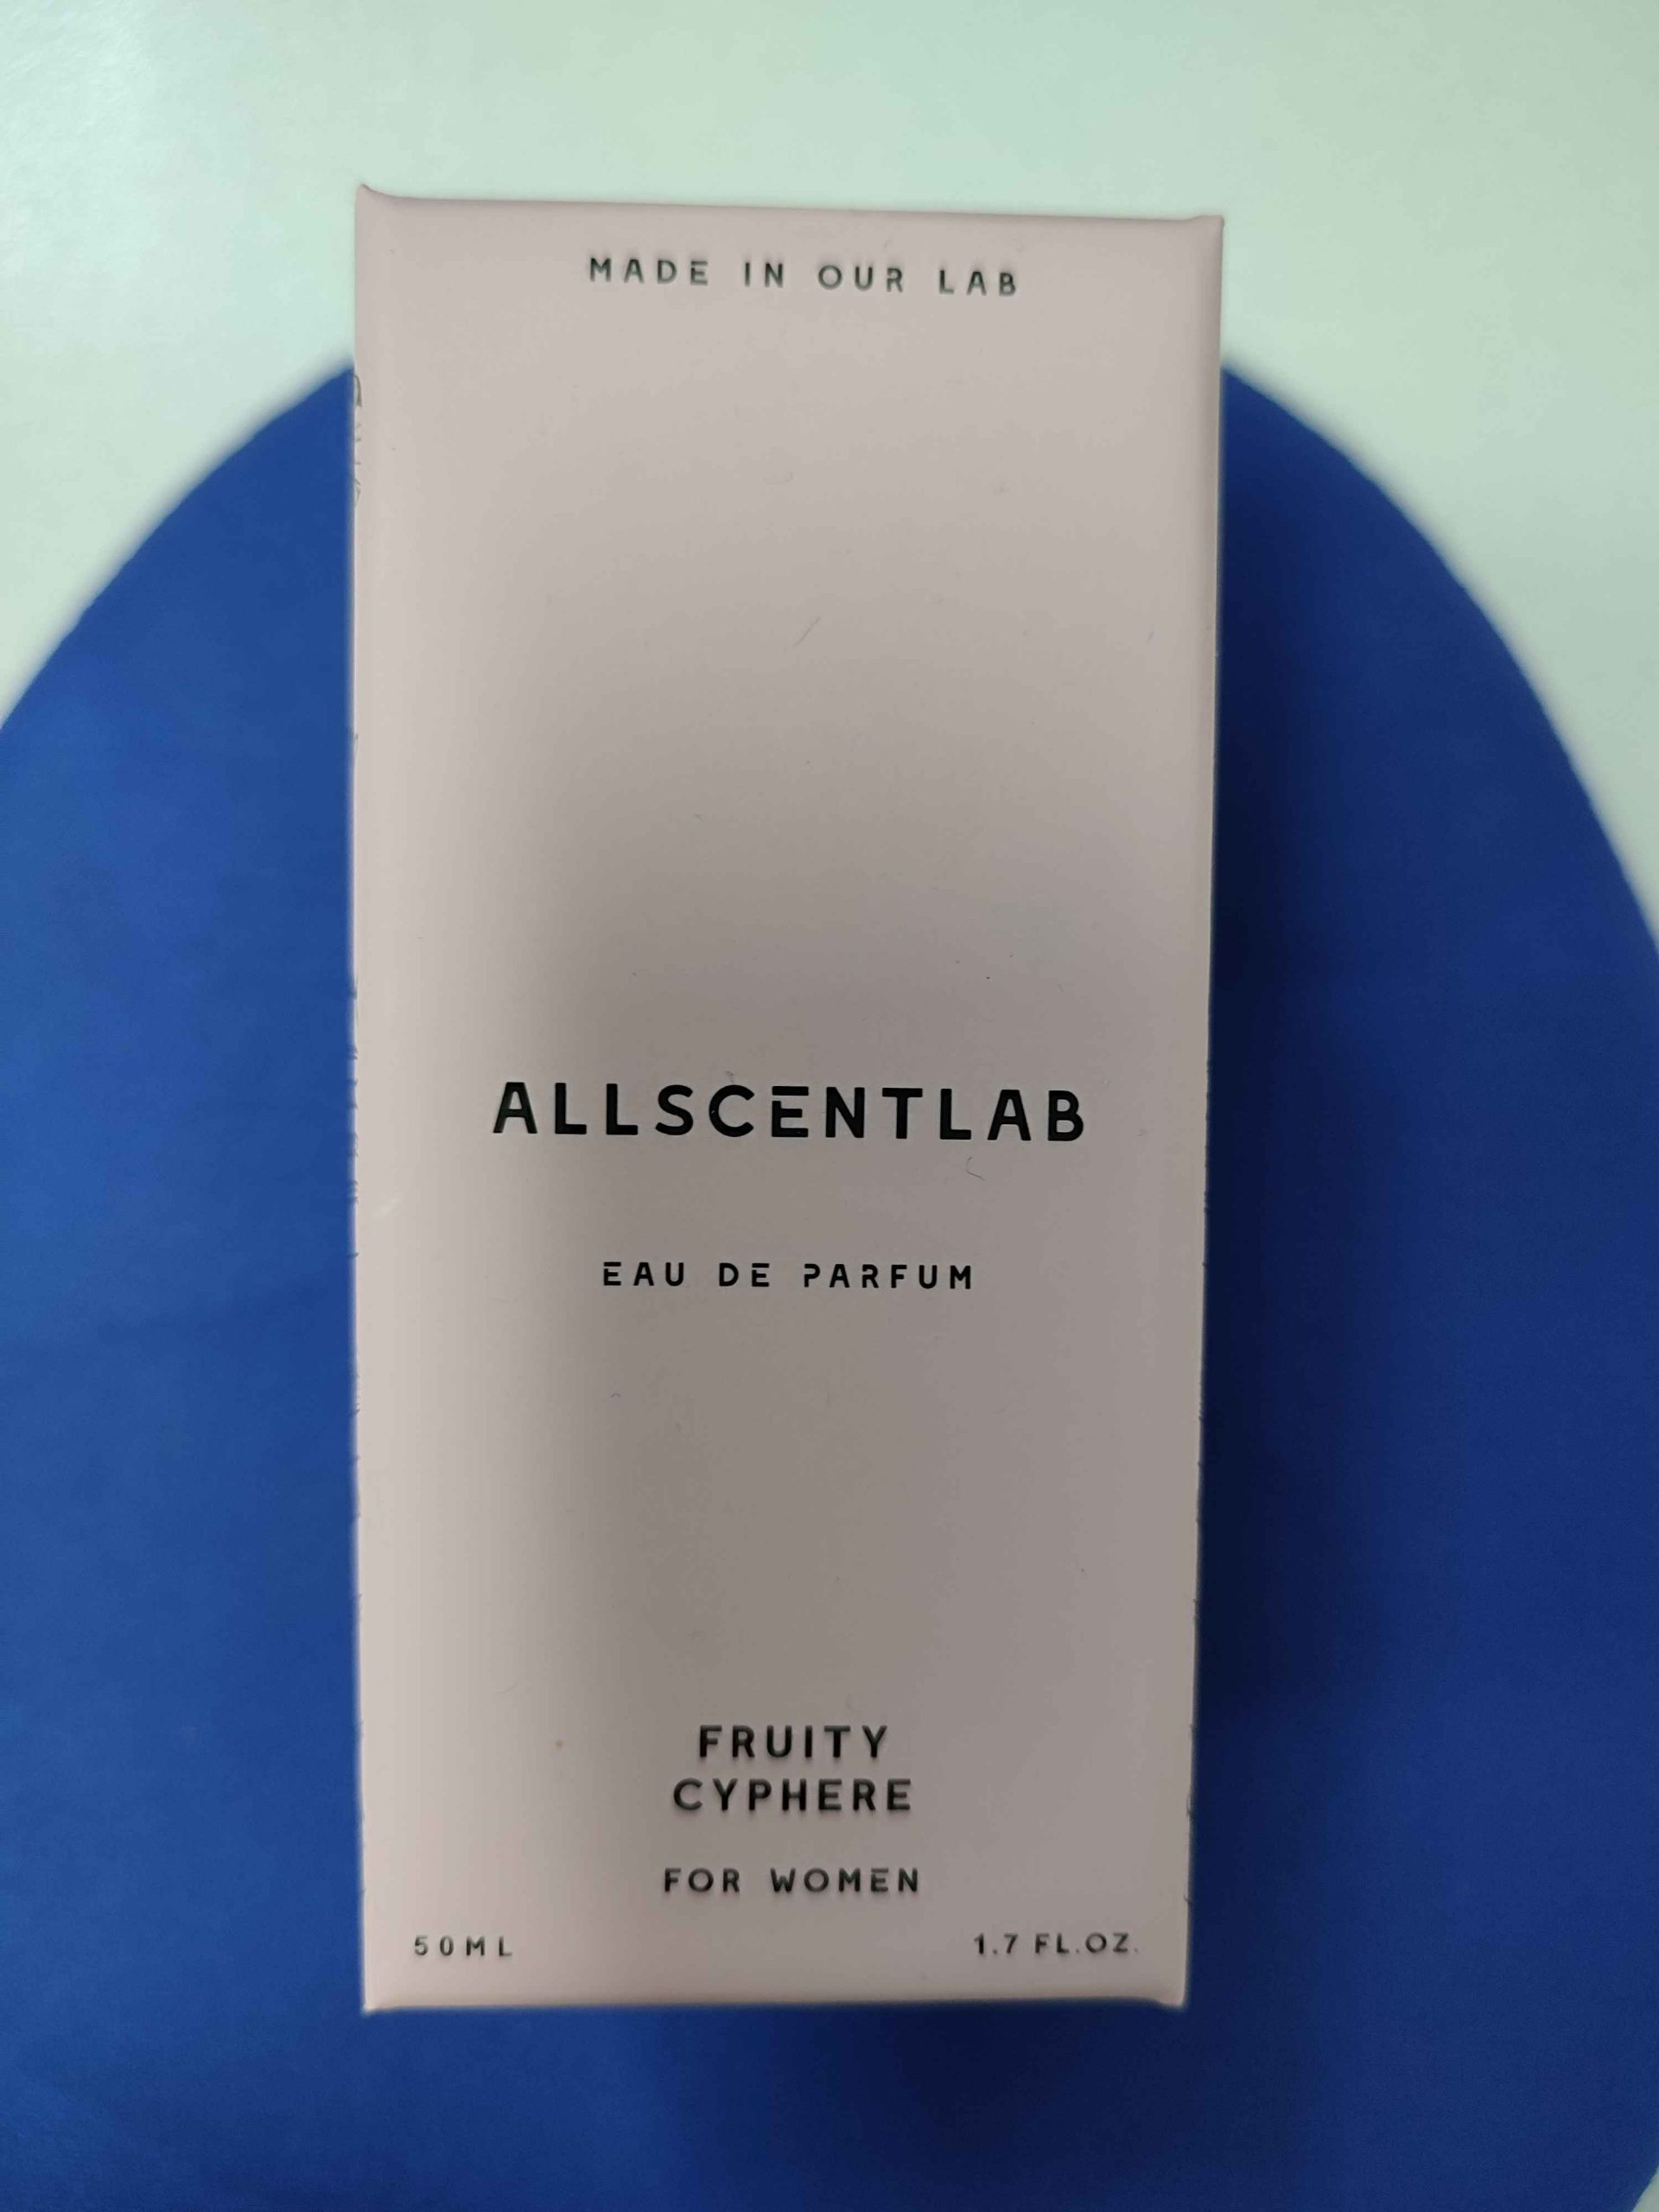 MADE IN OUR LAB
ALLSCENTLAB
EAU DE PARFUM
FRUITY
CYPHERE
FOR WOMEN
50ML 1.7 FL.OZ.